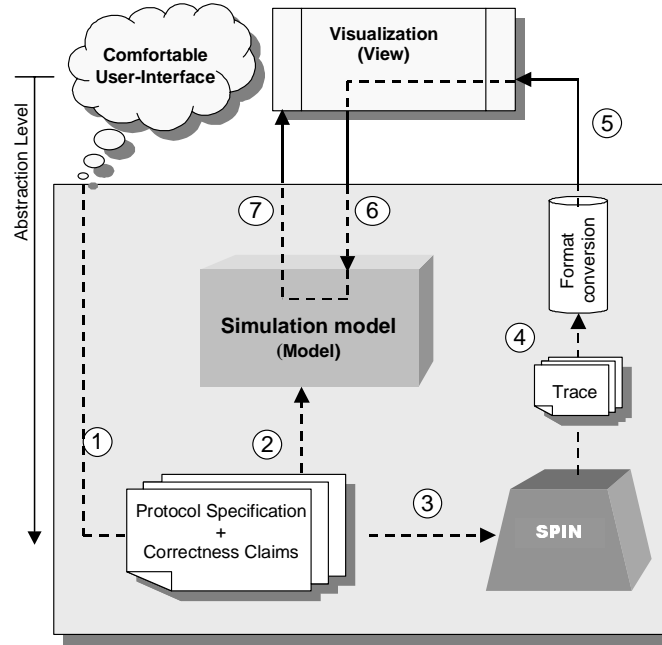 Comfortable
User-Interface
Visualization
(View)
Abstraction Level
5
7
6
Format
conversion
Simulation model
(Model)
4
Trace
1
2
Protocol Specification
+
Correctness Claims
3
SPIN